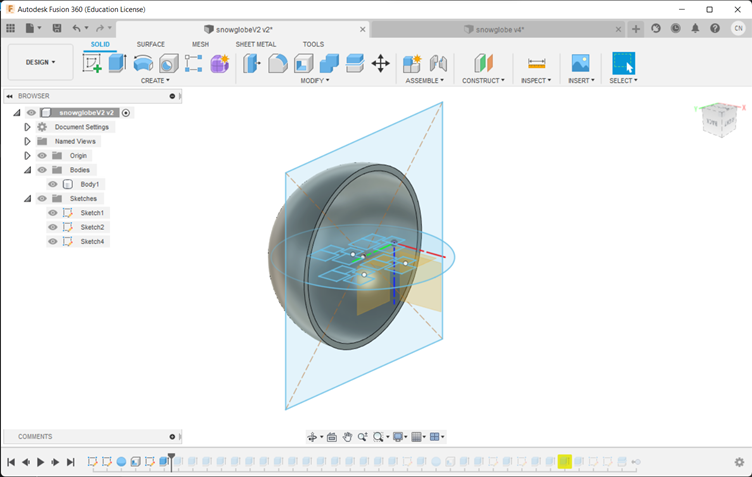 Autodesk Fusion 360 (Education License)
snowglobeV2 v2*
snowglobe v4*
CN
SOLID SURFACE MESH SHEET METAL TOOLS
DESIGN
CREATE MODIFY ASSEMBLE CONSTRUCT INSPECT INSERT SELECT
BROWSER
snowglobeV2 v2
Document Settings
Named Views
Origin
Bodies
Body1
Sketches
Sketch1
Sketch2
Sketch4
X
COMMENTS